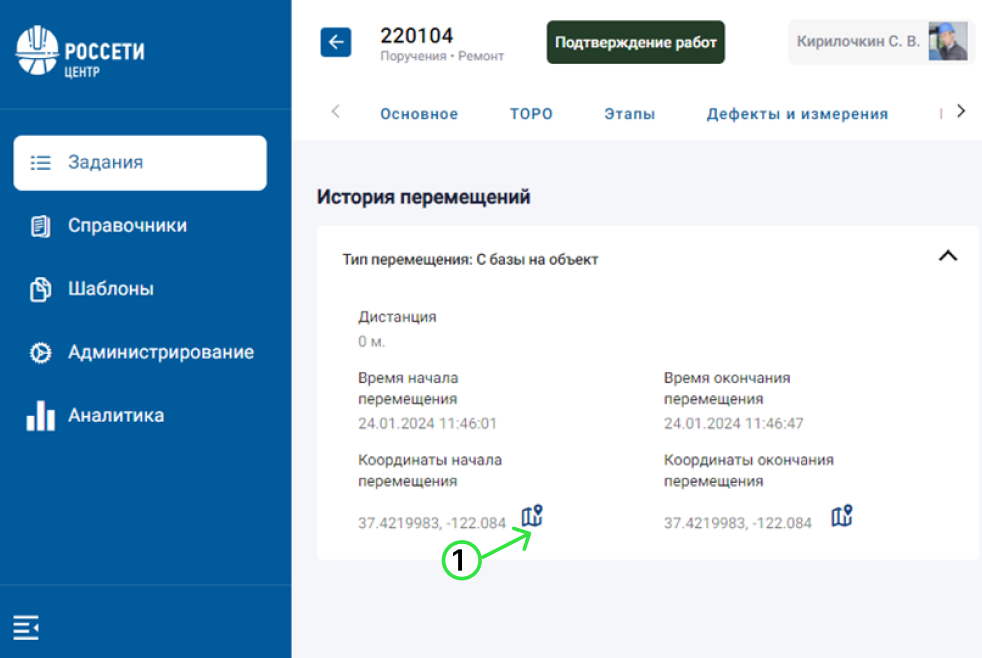 РОССЕТИ
ЦЕНТР
220104
Поручения • Ремонт
Подтверждение работ
Кирилочкин С. В.
Основное
ТОРО
Этапы
Дефекты и измерения
Задания
Справочники
Шаблоны
Администрирование
Аналитика
История перемещений
Тип перемещения: С базы на объект
Дистанция
0 м.
Время начала
перемещения
24.01.2024 11:46:01
Время окончания
перемещения
24.01.2024 11:46:47
Координаты начала
перемещения
37.4219983, -122.084
Координаты окончания
перемещения
37.4219983, -122.084
1